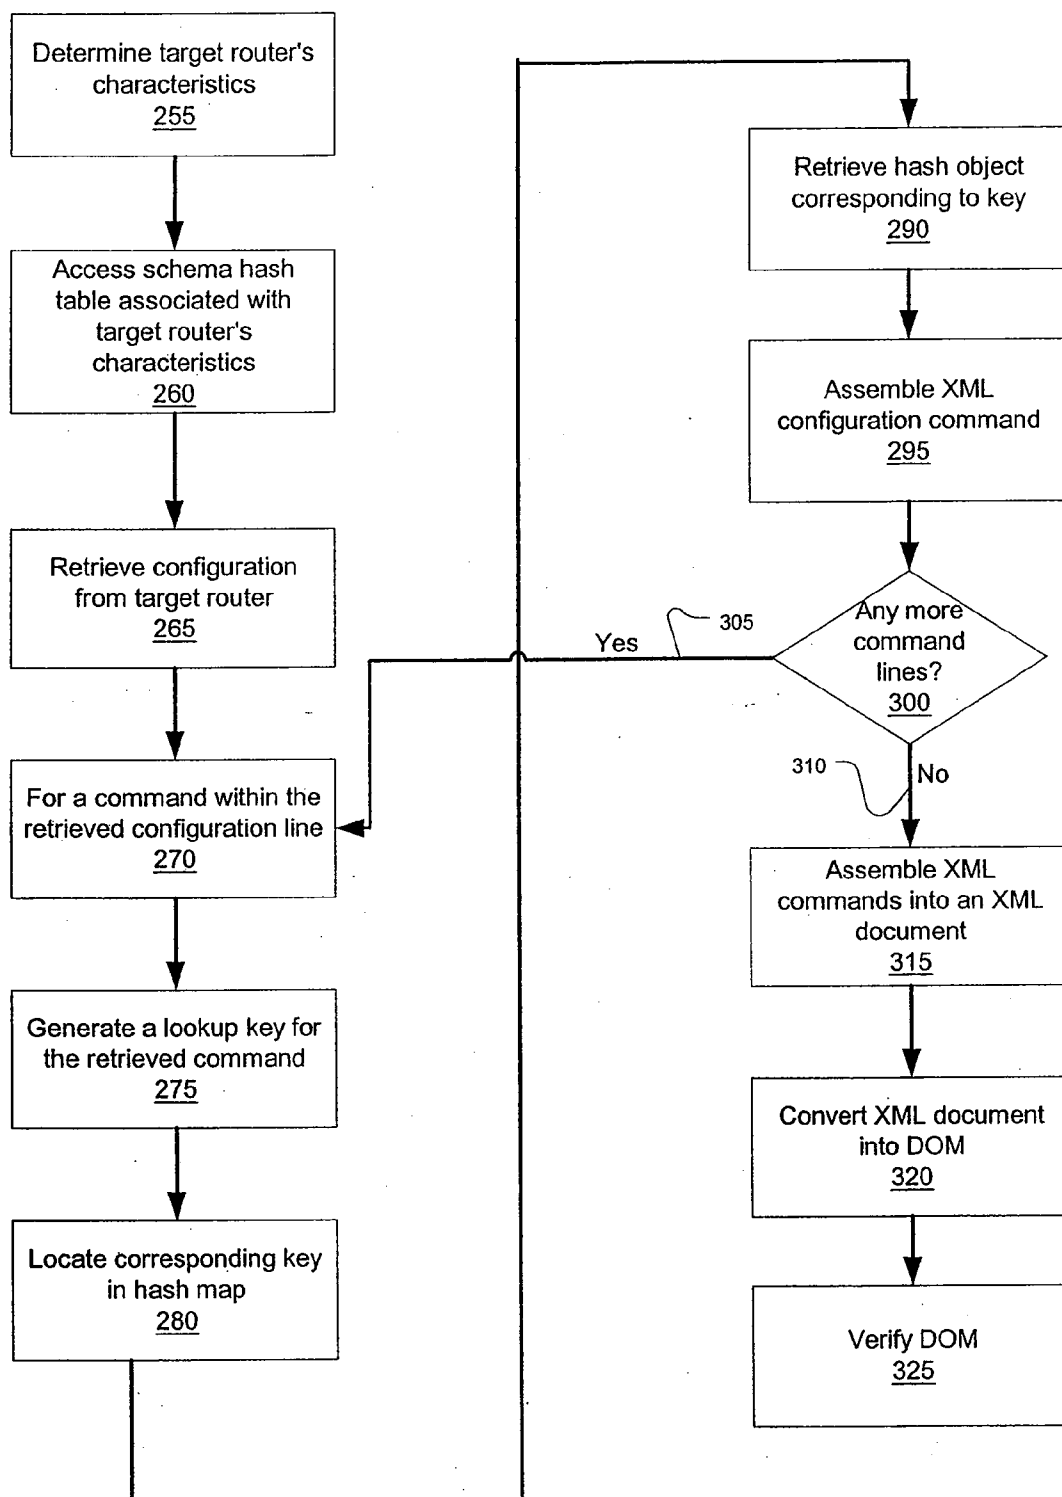 Determine target router's
characteristics
255
Access schema hash
table associated with
target router's
characteristics
260
Retrieve configuration
from target router
265
For a command within the
retrieved configuration line
270
Generate a lookup key for
the retrieved command
275
Locate corresponding key
in hash map
280
Retrieve hash object
corresponding to key
290
Assemble XML
configuration command
295
Any more
command
lines?
300
Yes
305
310
No
Assemble XML
commands into an XML
document
315
Convert XML document
into DOM
320
Verify DOM
325